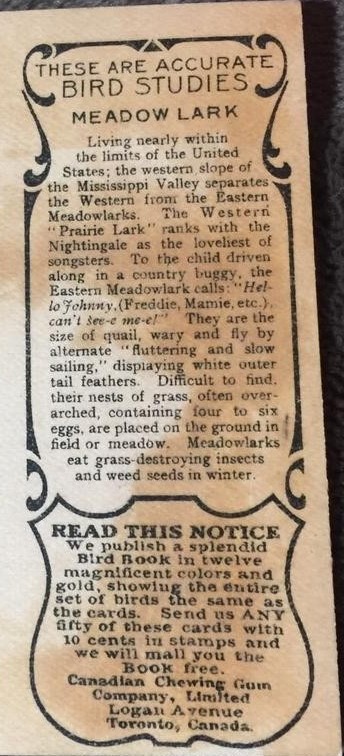 THESE ARE ACCURATE
BIRD STUDIES
MEADOW LARK
Living nearly within
the limits of the United
States; the western slope of
the Mississippi Valley separates
the Western from the Eastern
Meadowlarks. The Western
"Prairie Lark" ranks with the
Nightingale as the loveliest of
songsters. To the child driven
along in a country buggy, the
Eastern Meadowlark calls: "Hel-
lo Johnny, (Freddie, Mamie, etc.),
can't see-e me-e!" They are the
size of quail, wary and fly by
alternate "fluttering and slow
sailing," displaying white outer
tail feathers. Difficult to find.
their nests of grass, often over-
arched, containing four to six
eggs, are placed on the ground in
field or meadow. Meadowlarks
eat grass-destroying insects
and weed seeds in winter.
READ THIS NOTICE
We publish a splendid
Bird Book in twelve
magnificent colors and
gold, showing the entire
set of birds the same as
the cards. Send us ANY
fifty of these cards with
10 cents in stamps and
we will mail you the
BOOK free.
Canadian Chewing Gum
Company, Limited
Logan Avenue
Toronto, Canada.